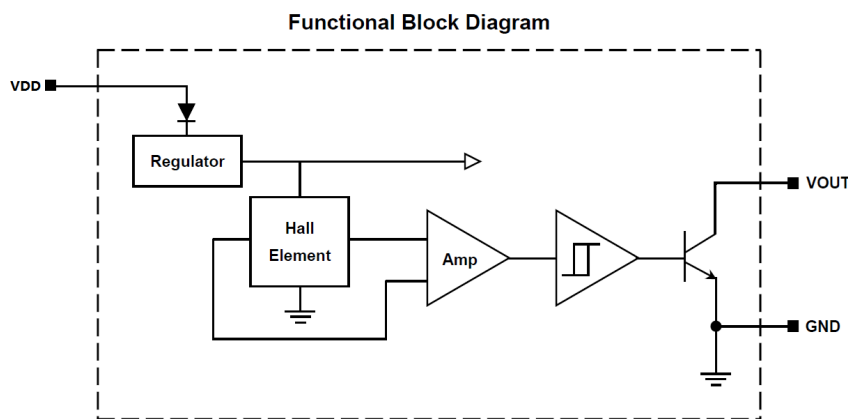 Functional Block Diagram
VDD
Regulator
VOUT
Hall
Element
Amp
GND